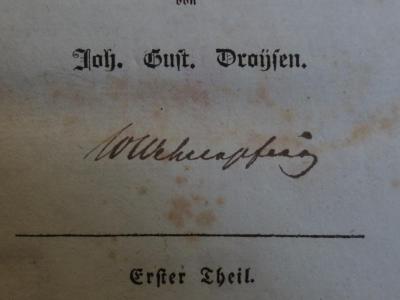 von
Joh. Gust. Droysen.
Erster Theil.